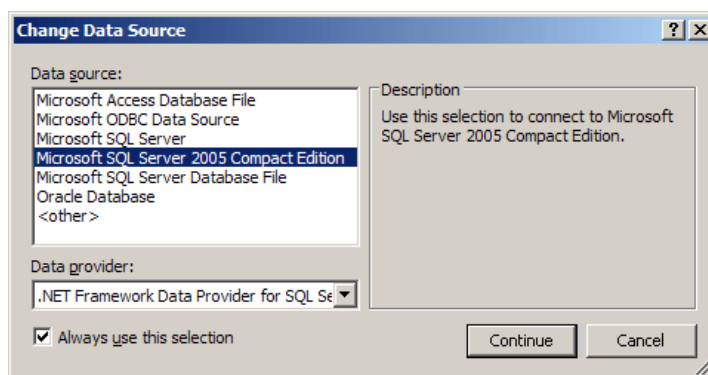 Change Data Source
Data source:
Microsoft Access Database File
Microsoft ODBC Data Source
Microsoft SQL Server
Microsoft SQL Server 2005 Compact Edition
Microsoft SQL Server Database File
Oracle Database
<other>
Description
Use this selection to connect to Microsoft
SQL Server 2005 Compact Edition.
Data provider:
.NET Framework Data Provider for SQL Se
Always use this selection
Continue
Cancel